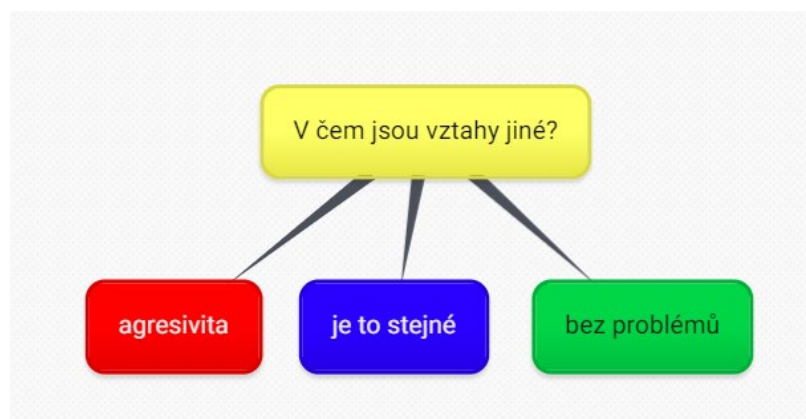 V čem jsou vztahy jiné?
agresivita
je to stejné
bez problémů